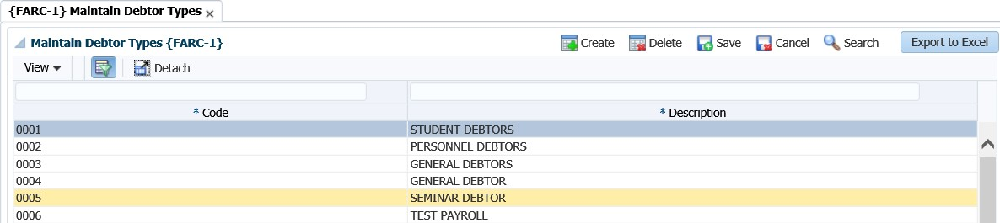 {FARC-1} Maintain Debtor Types
Maintain Debtor Types {FARC-1} Create Delete Save Cancel Search Export to Excel
View Detach
* Code * Description
0001 STUDENT DEBTORS
0002 PERSONNEL DEBTORS
0003 GENERAL DEBTORS
0004 GENERAL DEBTOR
0005 SEMINAR DEBTOR
0006 TEST PAYROLL